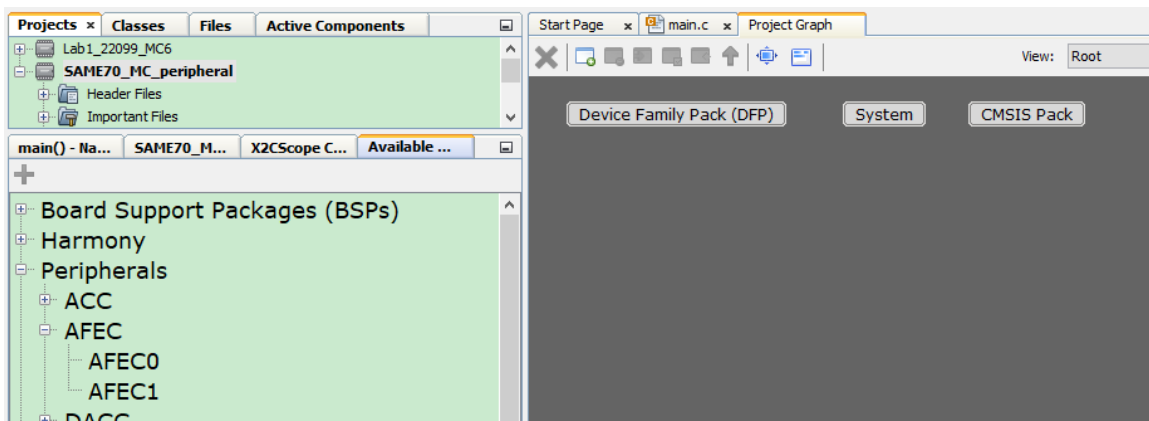 Projects x Classes Files Active Components
Lab1_22099_MC6
SAME70_MC_peripheral
Header Files
Important Files
main() - Na... SAME70_M... X2CScope C... Available ...
Board Support Packages (BSPs)
Harmony
Peripherals
ACC
AFEC
AFEC0
AFEC1
DACC
Start Page x main.c x Project Graph
View: Root
Device Family Pack (DFP) System CMSIS Pack